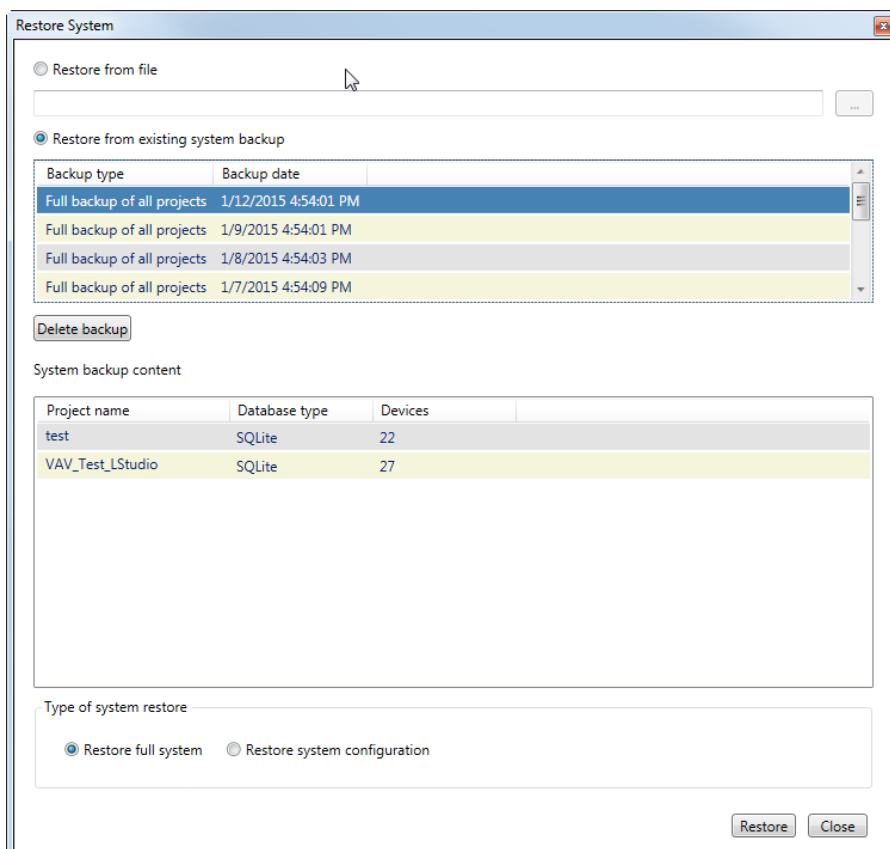 Restore System
Restore from file
...
Restore from existing system backup
Backup type Backup date
Full backup of all projects 1/12/2015 4:54:01 PM
Full backup of all projects 1/9/2015 4:54:01 PM
Full backup of all projects 1/8/2015 4:54:03 PM
Full backup of all projects 1/7/2015 4:54:09 PM
Delete backup
System backup content
Project name Database type Devices
test SQLite 22
VAV_Test_LStudio SQLite 27
Type of system restore
Restore full system Restore system configuration
Restore Close